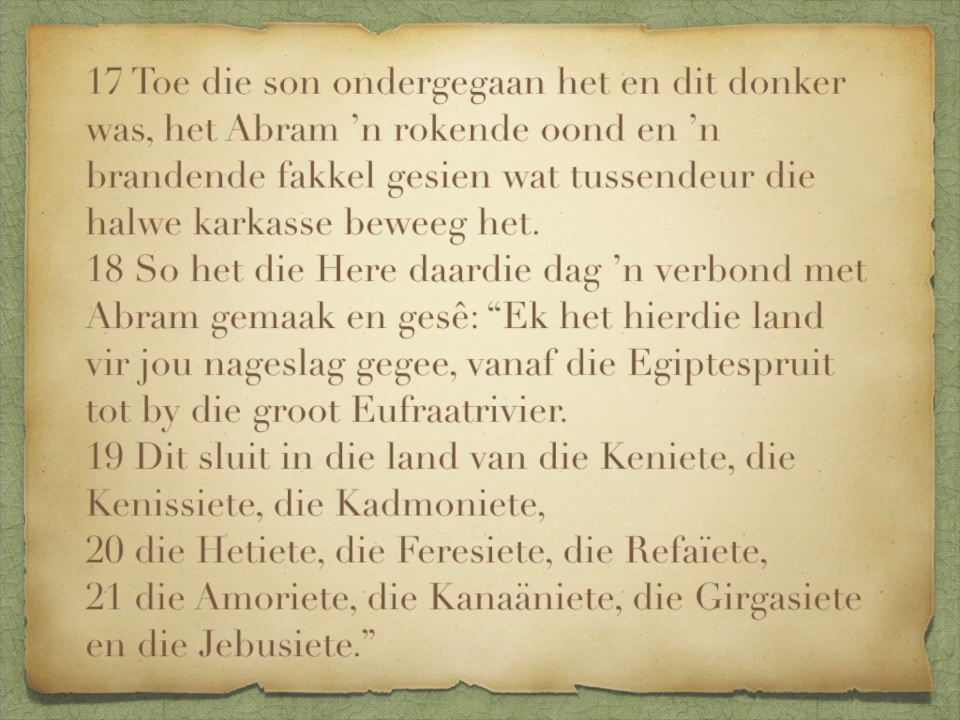 17 Toe die son ondergegaan het en dit donker
was, het Abram ’n rokende oond en ’n
brandende fakkel gesien wat tussendeur die
halwe karkasse beweeg het.
18 So het die Here daardie dag ’n verbond met
Abram gemaak en gesê: “Ek het hierdie land
vir jou nageslag gegee, vanaf die Egiptespruit
tot by die groot Eufraatrivier.
19 Dit sluit in die land van die Keniete, die
Kenissiete, die Kadmoniete,
20 die Hetiete, die Feresiete, die Refaïete,
21 die Amoriete, die Kanaäniete, die Girgasiete
en die Jebusiete.”